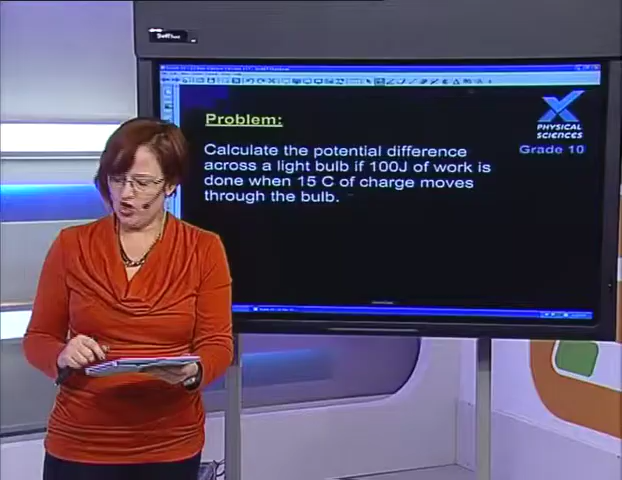 Problem:
PHYSICAL
SCIENCES
Grade 10
Calculate the potential difference
across a light bulb if 100J of work is
done when 15 C of charge moves
through the bulb.